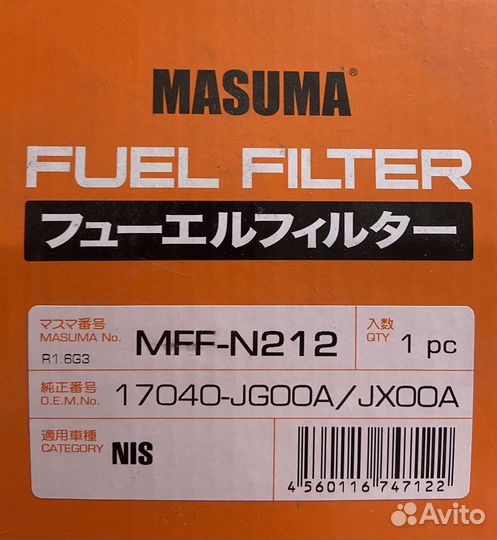 MASUMA®
FUEL FILTER
フューエルフィルター
マスマ番号
MASUMA No.
R1.6G3
MFF-N212
入数
QTY
1 pc
純正番号
O.E.M.No.
17040-JG00A/JX00A
適用車種
CATEGORY
NIS
4 560116 747122
Avito